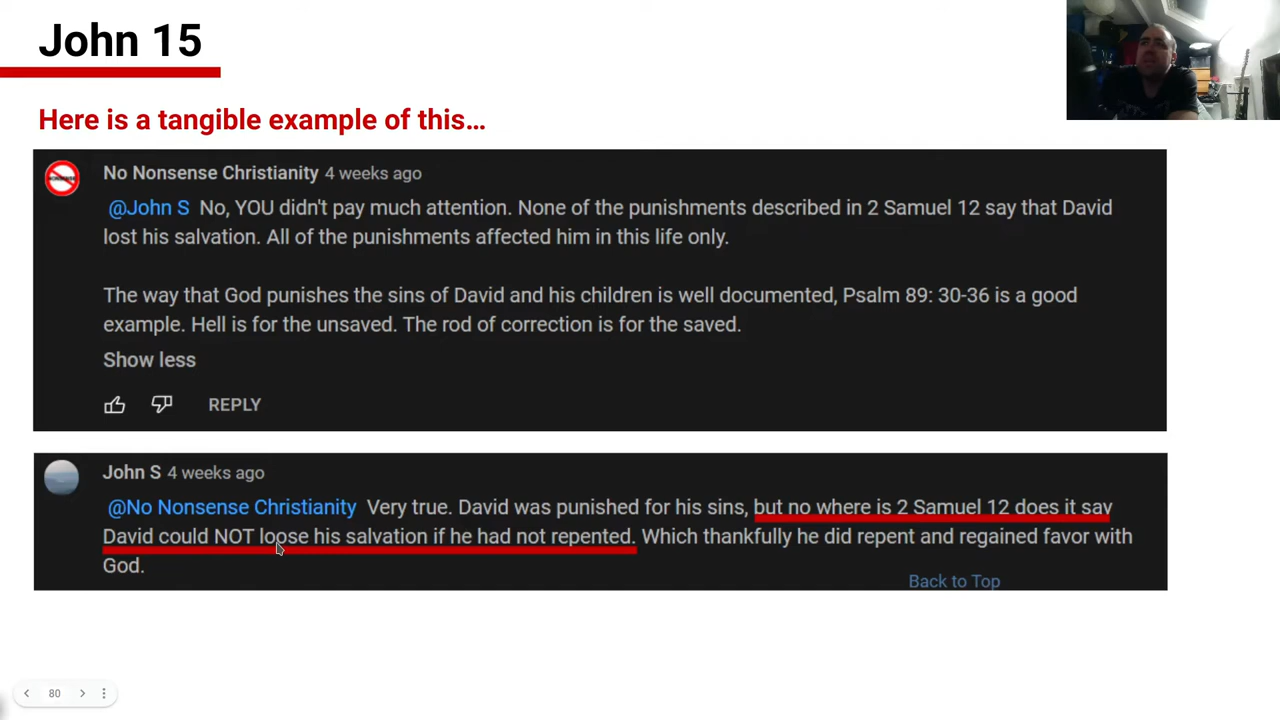 John 15
Here is a tangible example of this…
No Nonsense Christianity 4 weeks ago
@John S No, YOU didn't pay much attention. None of the punishments described in 2 Samuel 12 say that David
lost his salvation. All of the punishments affected him in this life only.
The way that God punishes the sins of David and his children is well documented, Psalm 89: 30-36 is a good
example. Hell is for the unsaved. The rod of correction is for the saved.
Show less
REPLY
John S 4 weeks ago
@No Nonsense Christianity Very true. David was punished for his sins, but no where is 2 Samuel 12 does it say
David could NOT loose his salvation if he had not repented. Which thankfully he did repent and regained favor with
God.
Back to Top
80